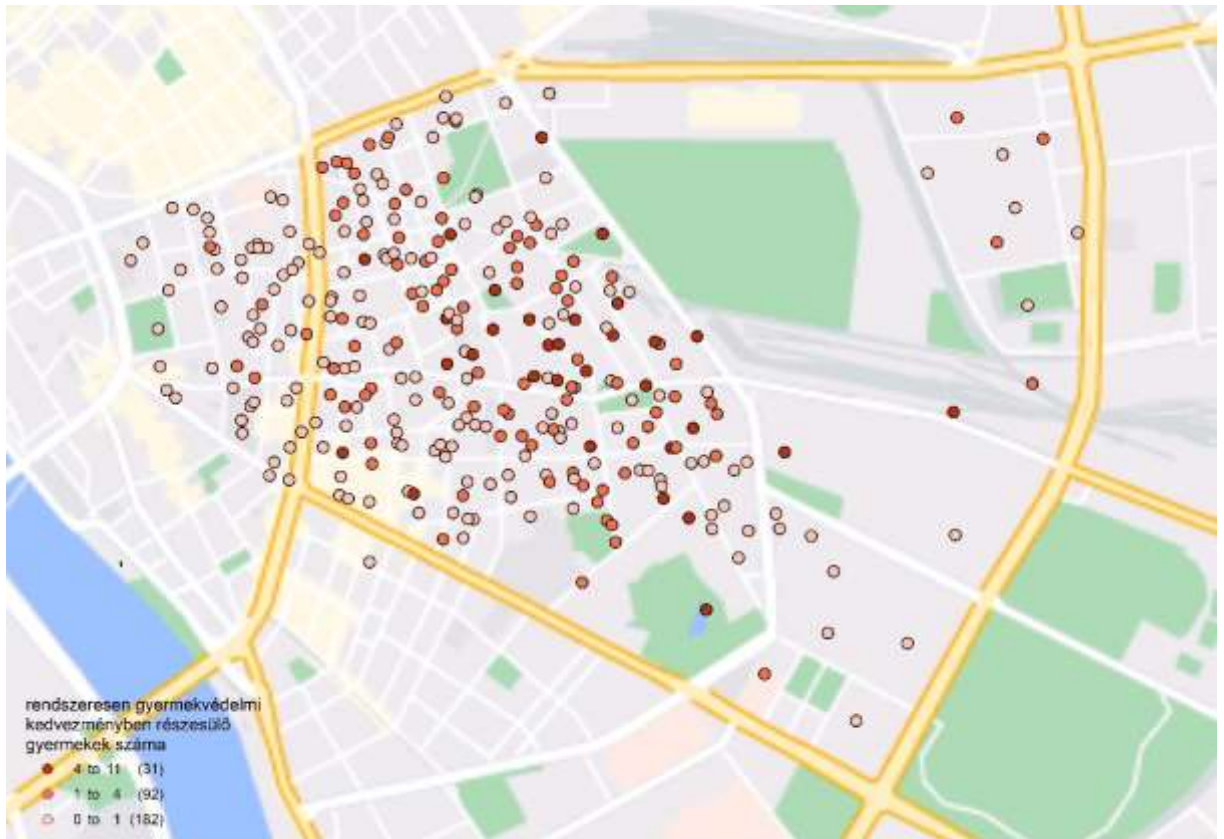 rendszeresen gyermekvédelmi
kedvezményben részesülő
gyermekek száma
4 to 11 (31)
1 to 4 (92)
0 to 1 (182)